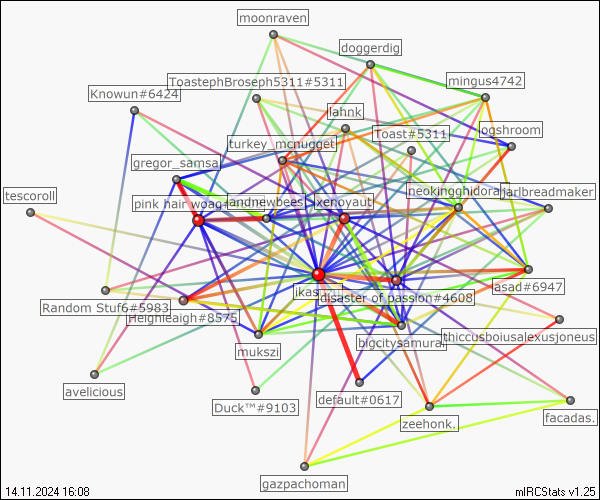 moonraven
doggerdig
ToastephBroseph5311#5311
mingus4742
Knowun#6424
lahnk
Toast#5311
ogshroom
turkey_mcnugget
gregor_samsa
tescoroll
neokingghidorah
jarlbreadmaker
pink hair woag
andnewbees
xenoyaut
ikas
asad#6947
disaster of passion#4608
Random Stuf6#5983
Heighleaigh#8575
thiccusboiusalexusjoneus
bigcitysamurai
mukszi
avelicious
default#0617
Duck™#9103
facadas.
zeehonk.
gazpachoman
14.11.2024 16:08
mIRCStats v1.25